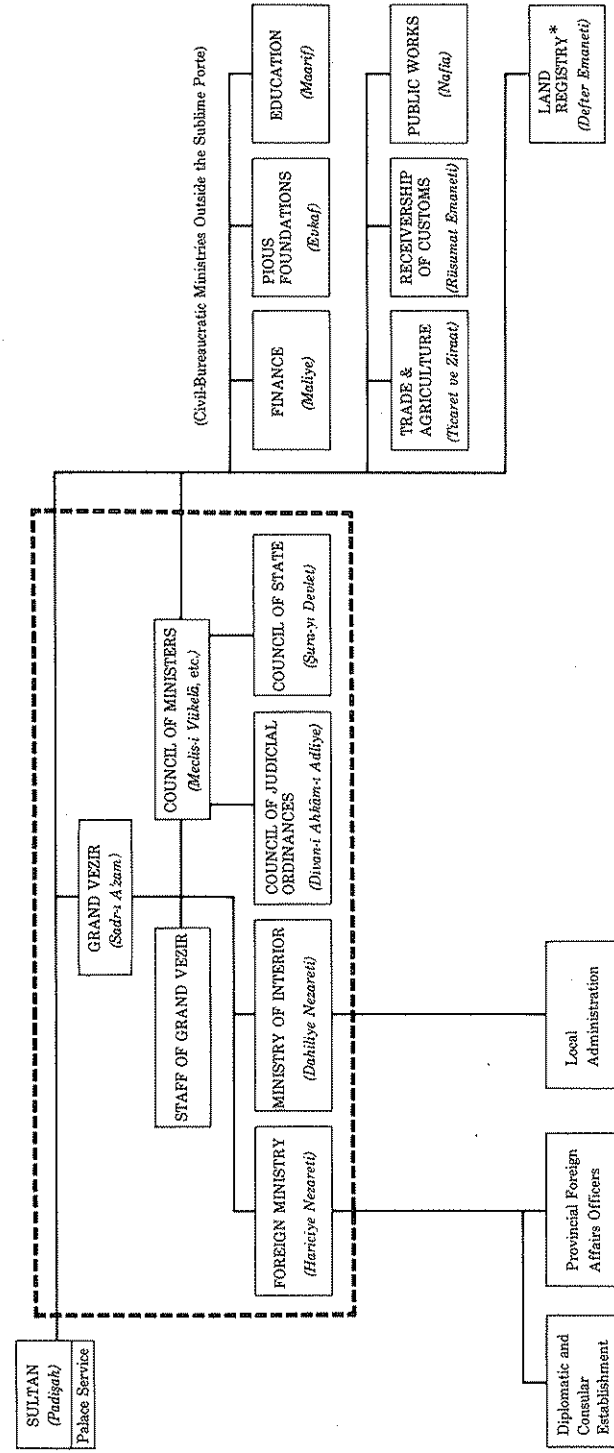 SULTAN
(Padişah)
Palace Service
GRAND VEZIR
(Sadr-ı A'zam)
STAFF OF GRAND VEZIR
COUNCIL OF MINISTERS
(Meclis-i Vükelâ, etc.)
FOREIGN MINISTRY
(Hariciye Nezareti)
MINISTRY OF INTERIOR
(Dahiliye Nezareti)
COUNCIL OF JUDICIAL
ORDINANCES
(Divan-i Ahkâm-ı Adliye)
COUNCIL OF STATE
(Şura-yı Devlet)
Diplomatic and
Consular
Establishment
Provincial Foreign
Affairs Officers
Local
Administration
(Civil-Bureaucratic Ministries Outside the Sublime Porte)
FINANCE
(Maliye)
PIOUS
FOUNDATIONS
(Evkaf)
EDUCATION
(Maarif)
TRADE &
AGRICULTURE
(Ticaret ve Ziraat)
RECEIVERSHIP
OF CUSTOMS
(Rüsumat Emaneti)
PUBLIC WORKS
(Nafia)
LAND
REGISTRY*
(Defter Emaneti)